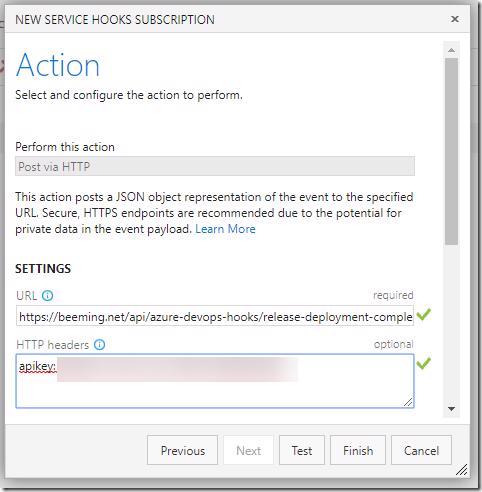 NEW SERVICE HOOKS SUBSCRIPTION
Action
Select and configure the action to perform.
Perform this action
Post via HTTP
This action posts a JSON object representation of the event to the specified
URL. Secure, HTTPS endpoints are recommended due to the potential for
private data in the event payload. Learn More
SETTINGS
URL required
https://beeming.net/api/azure-devops-hooks/release-deployment-comple
HTTP headers optional
apikey:
Previous Next Test Finish Cancel